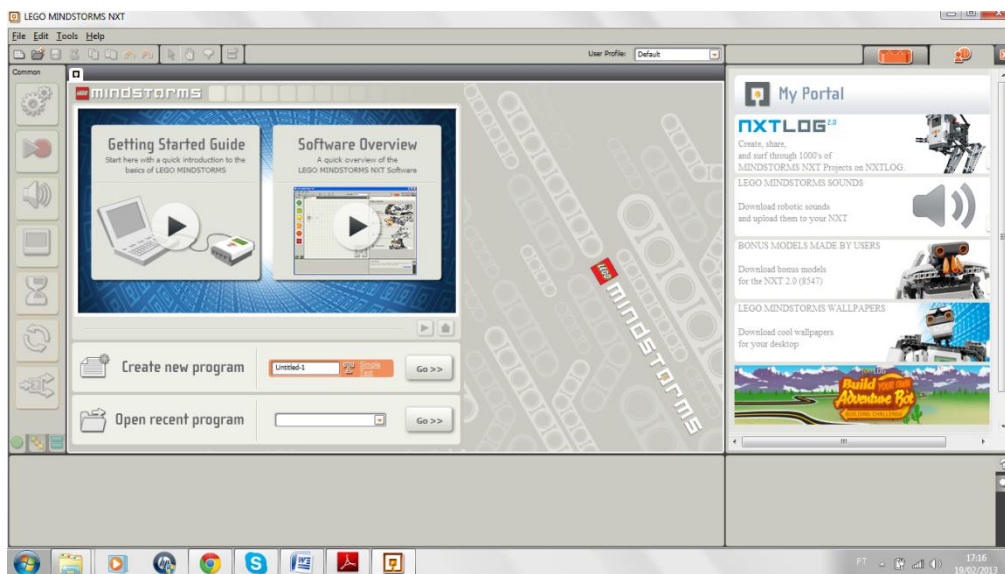 LEGO MINDSTORMS NXT
File Edit Tools Help
User Profile: Default
Common
LEGO mindstorms
Getting Started Guide
Start here with a quick introduction to the
basics of LEGO MINDSTORMS
Software Overview
A quick overview of the
LEGO MINDSTORMS NXT Software
LEGO mindstorms
Create new program
Untitled-1
Go >>
Open recent program
Go >>
My Portal
NXTLOG 2.0
Create, share,
and surf through 1000's of
MINDSTORMS NXT Projects on NXTLOG.
LEGO MINDSTORMS SOUNDS
Download robotic sounds
and upload them to your NXT
BONUS MODELS MADE BY USERS
Download bonus models
for the NXT 2.0 (8547)
LEGO MINDSTORMS WALLPAPERS
Download cool wallpapers
for your desktop
Build YOUR OWN
Adventure Bot
BUILDING CHALLENGE
PT
17:16
19/02/2013